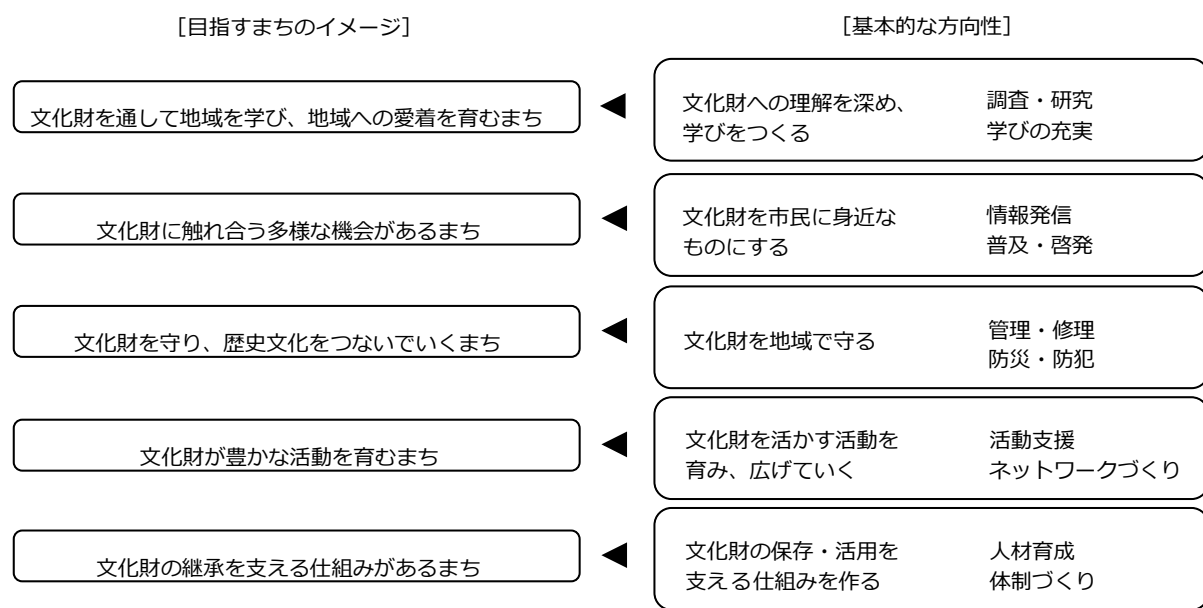 [目指すまちのイメージ]
[基本的な方向性]
文化財を通して地域を学び、地域への愛着を育むまち
文化財への理解を深め、
学びをつくる
調査・研究
学びの充実
文化財に触れ合う多様な機会があるまち
文化財を市民に身近な
ものにする
情報発信
普及・啓発
文化財を守り、歴史文化をつないでいくまち
文化財を地域で守る
管理・修理
防災・防犯
文化財が豊かな活動を育むまち
文化財を活かす活動を
育み、広げていく
活動支援
ネットワークづくり
文化財の継承を支える仕組みがあるまち
文化財の保存・活用を
支える仕組みを作る
人材育成
体制づくり